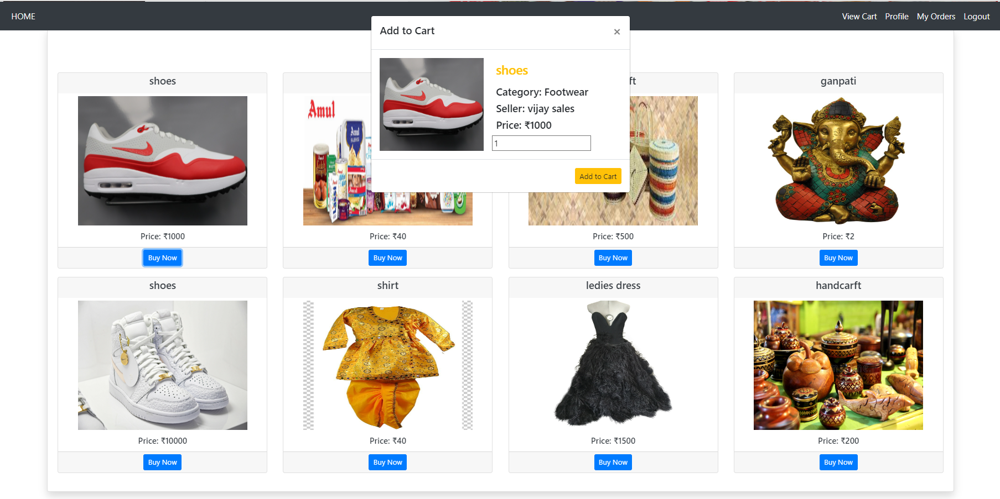 HOME
View Cart
Profile
My Orders
Logout
Add to Cart
×
shoes
Category: Footwear
Seller: vijay sales
Price: ₹1000
1
Add to Cart
shoes
Price: ₹1000
Buy Now
Amul
Amul
Price: ₹40
Buy Now
ft
Price: ₹500
Buy Now
ganpati
Price: ₹2
Buy Now
shoes
Price: ₹10000
Buy Now
shirt
Price: ₹40
Buy Now
ledies dress
Price: ₹1500
Buy Now
handcarft
Price: ₹200
Buy Now